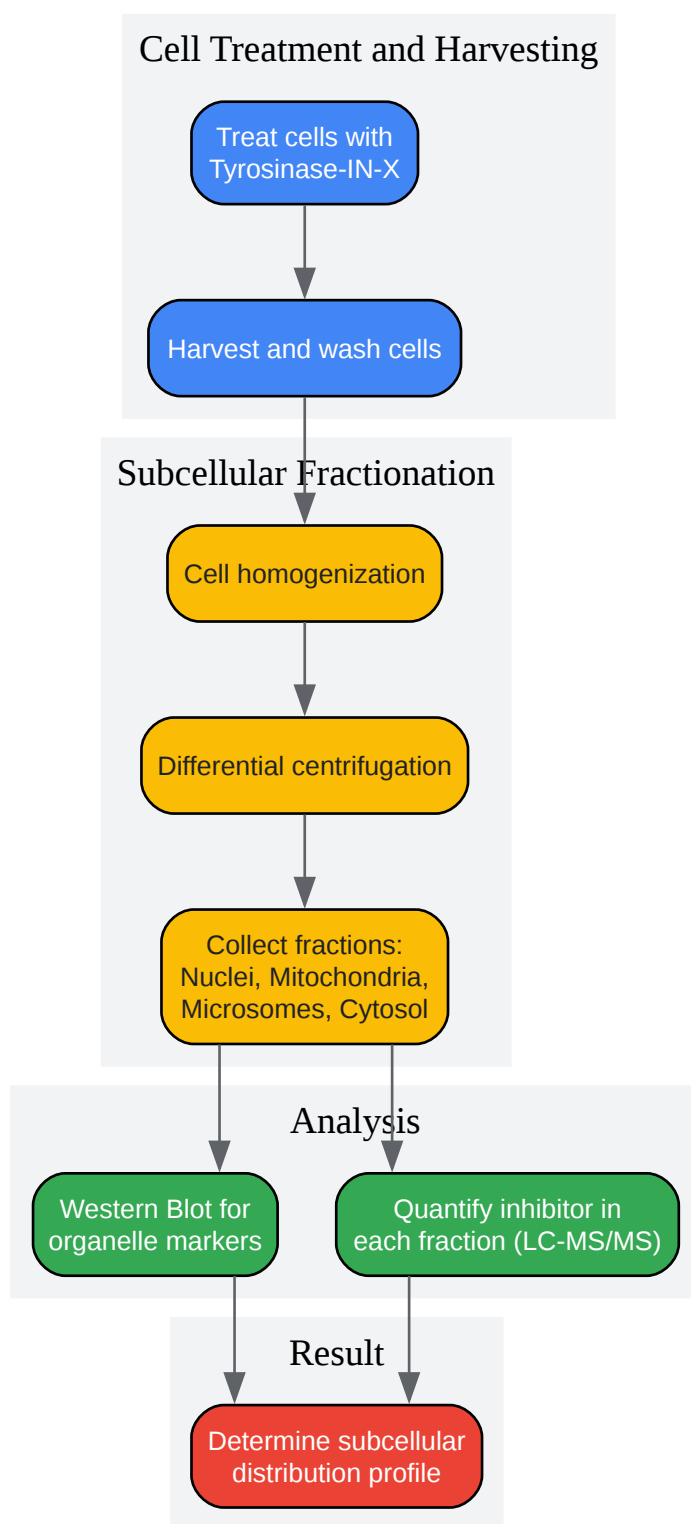 Cell Treatment and Harvesting
Treat cells with
Tyrosinase-IN-X
Harvest and wash cells
Subcellular Fractionation
Cell homogenization
Differential centrifugation
Collect fractions:
Nuclei, Mitochondria,
Microsomes, Cytosol
Analysis
Western Blot for
organelle markers
Quantify inhibitor in
each fraction (LC-MS/MS)
Result
Determine subcellular
distribution profile